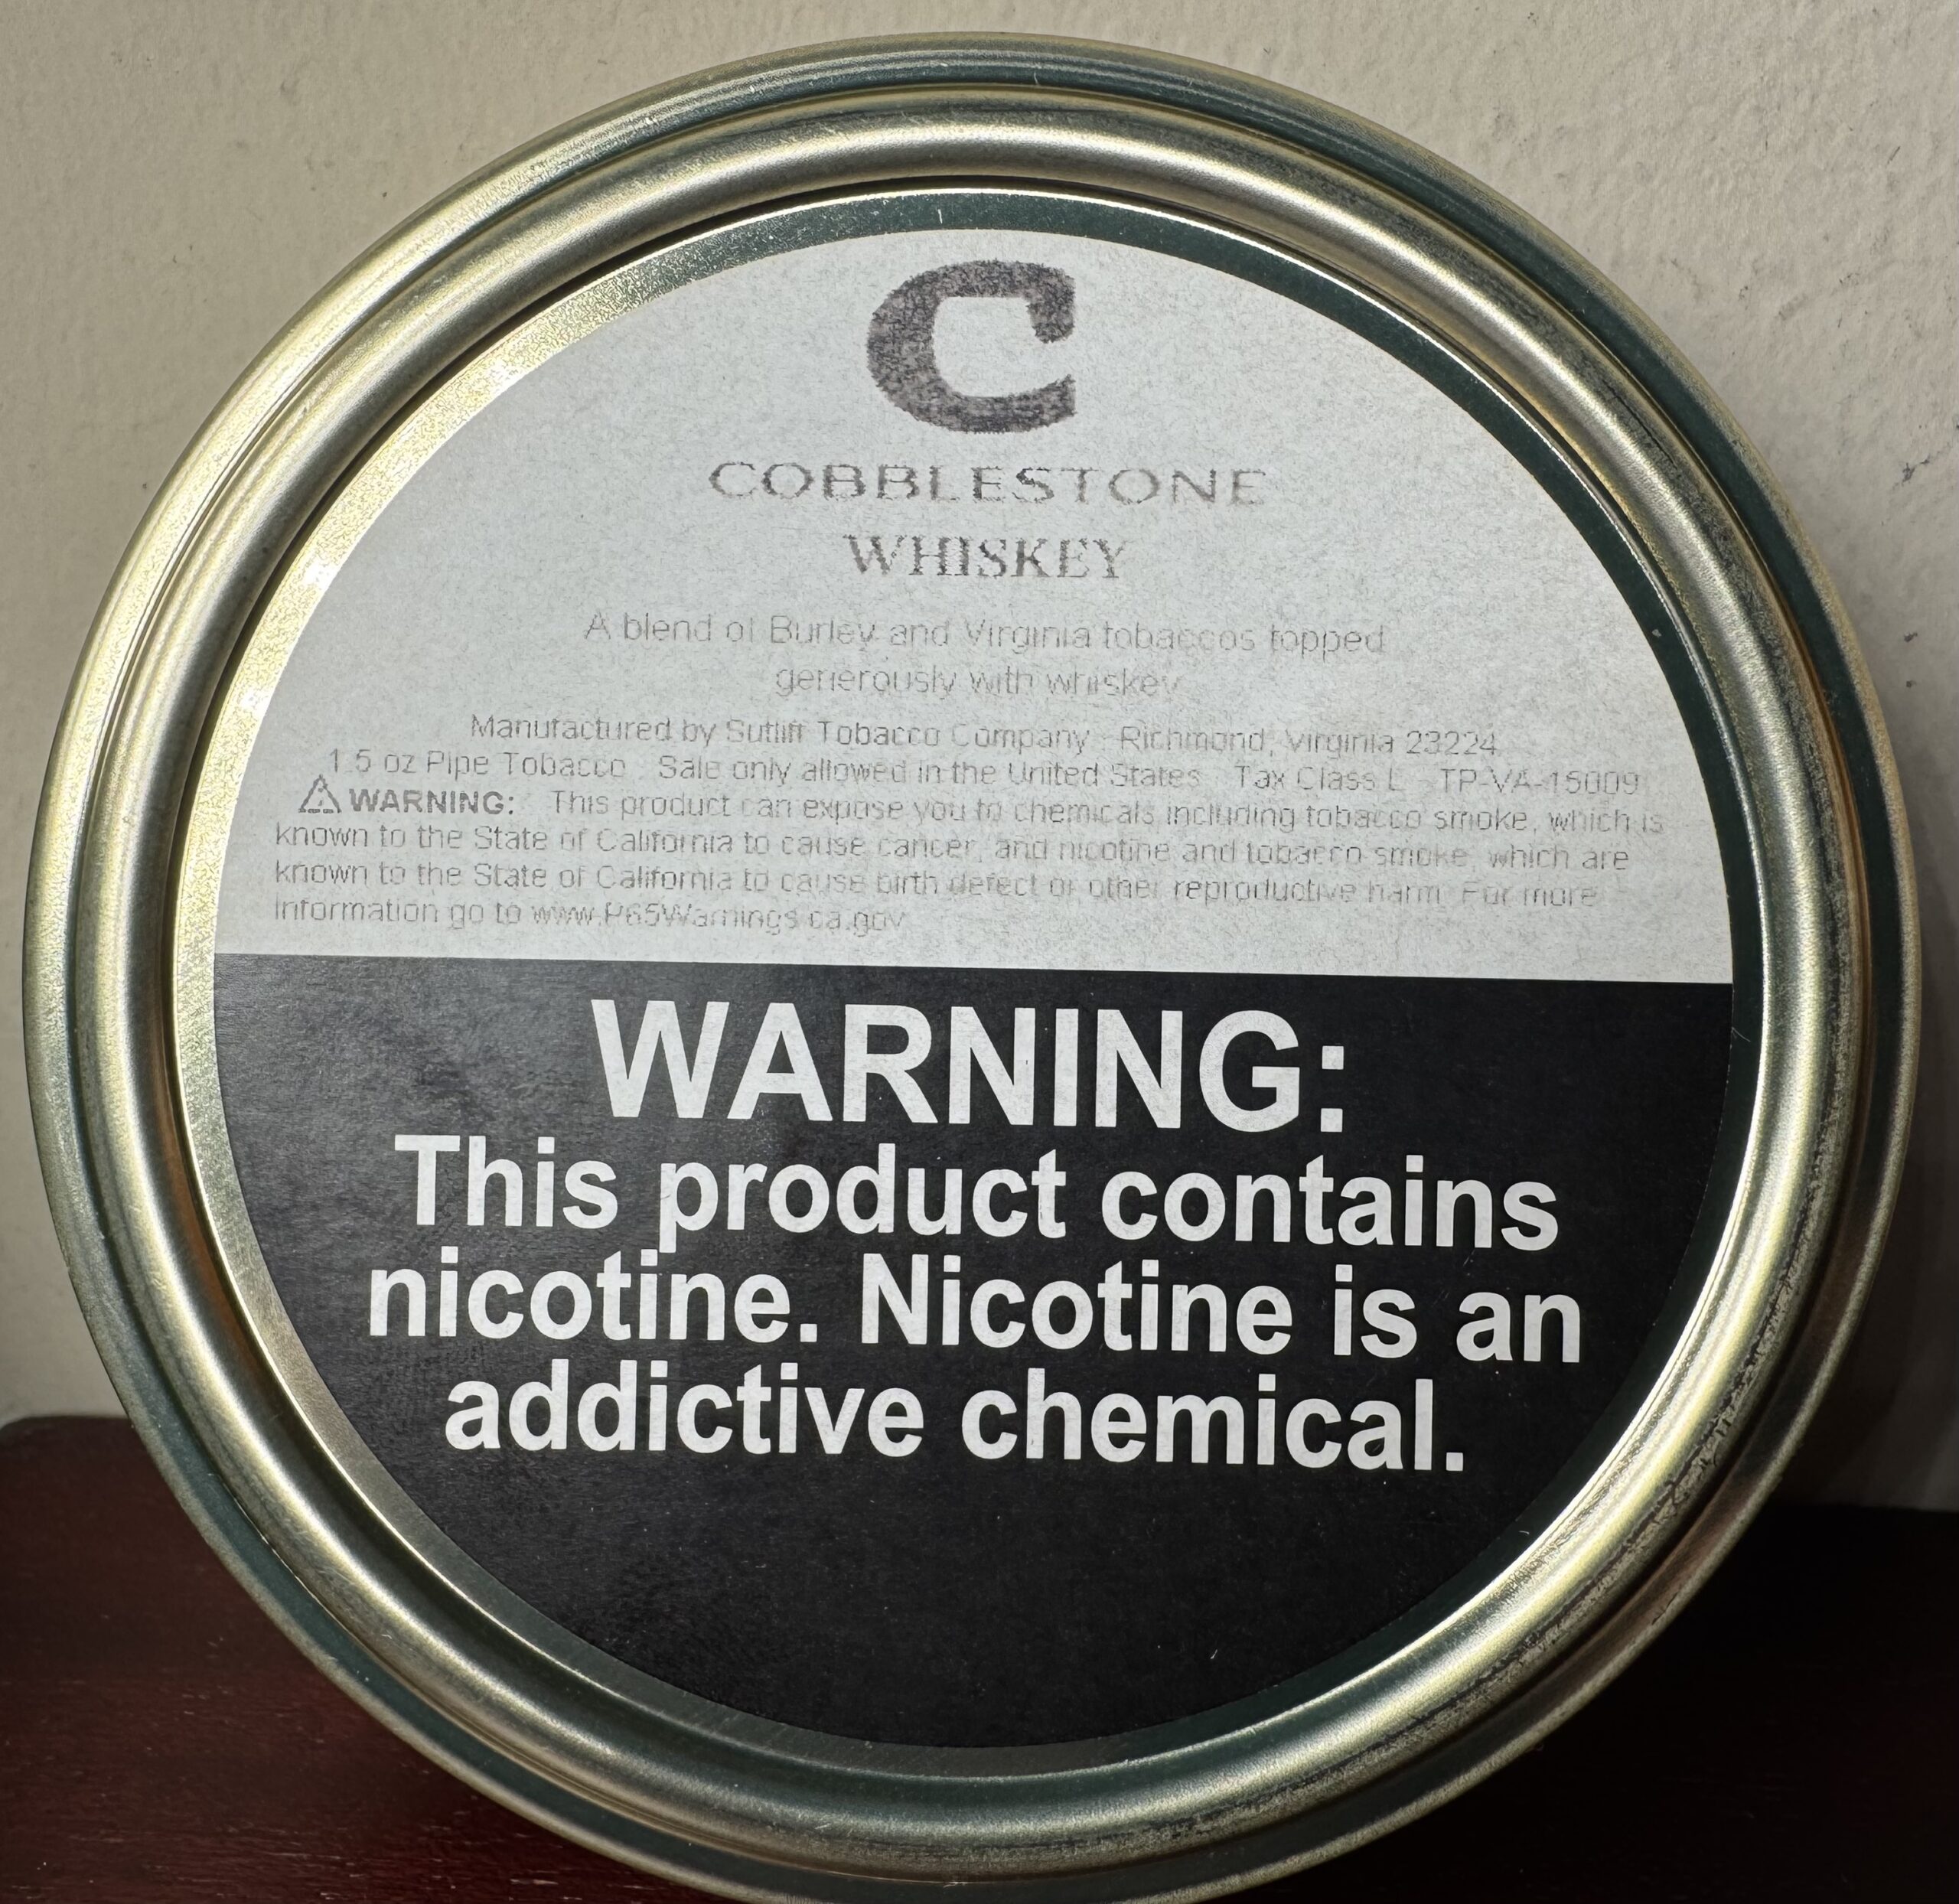 C
COBBLESTONE
WHISKEY
A blend of Burley and Virginia tobaccos topped
generously with whiskey
Manufactured by Sutliff Tobacco Company - Richmond, Virginia 23224
1.5 oz Pipe Tobacco - Sale only allowed in the United States - Tax Class L - TP-VA-15009
WARNING: This product can expose you to chemicals including tobacco smoke, which is
known to the State of California to cause cancer, and nicotine and tobacco smoke, which are
known to the State of California to cause birth defect or other reproductive harm. For more
information go to www.P65Warnings.ca.gov
WARNING:
This product contains
nicotine. Nicotine is an
addictive chemical.